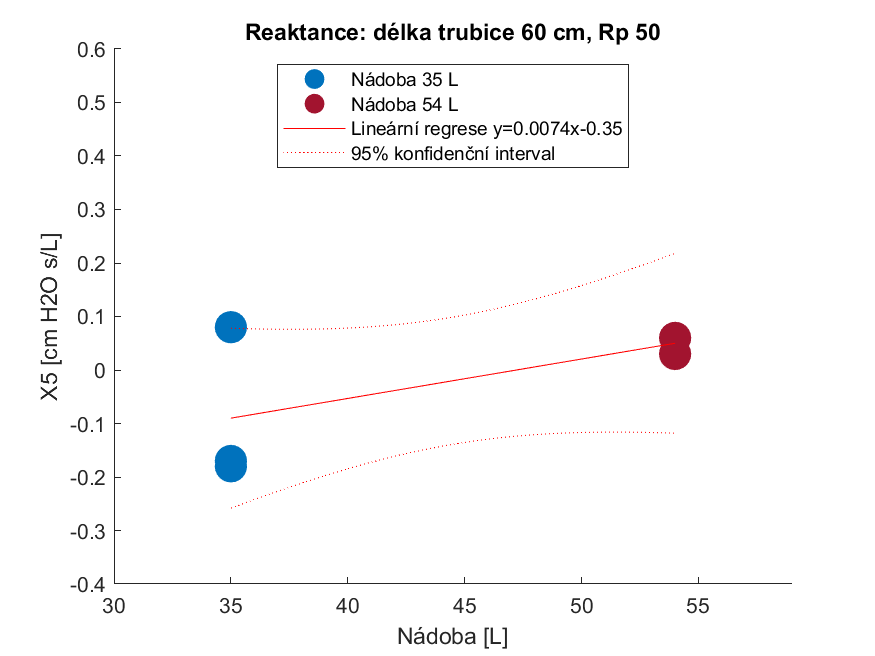 Reaktance: délka trubice 60 cm, Rp 50
Nádoba 35 L
Nádoba 54 L
Lineární regrese y=0.0074x-0.35
95% konfidenční interval
0.6
0.5
0.4
0.3
0.2
0.1
0
-0.1
-0.2
-0.3
-0.4
X5 [cm H2O s/L]
30 35 40 45 50 55
Nádoba [L]